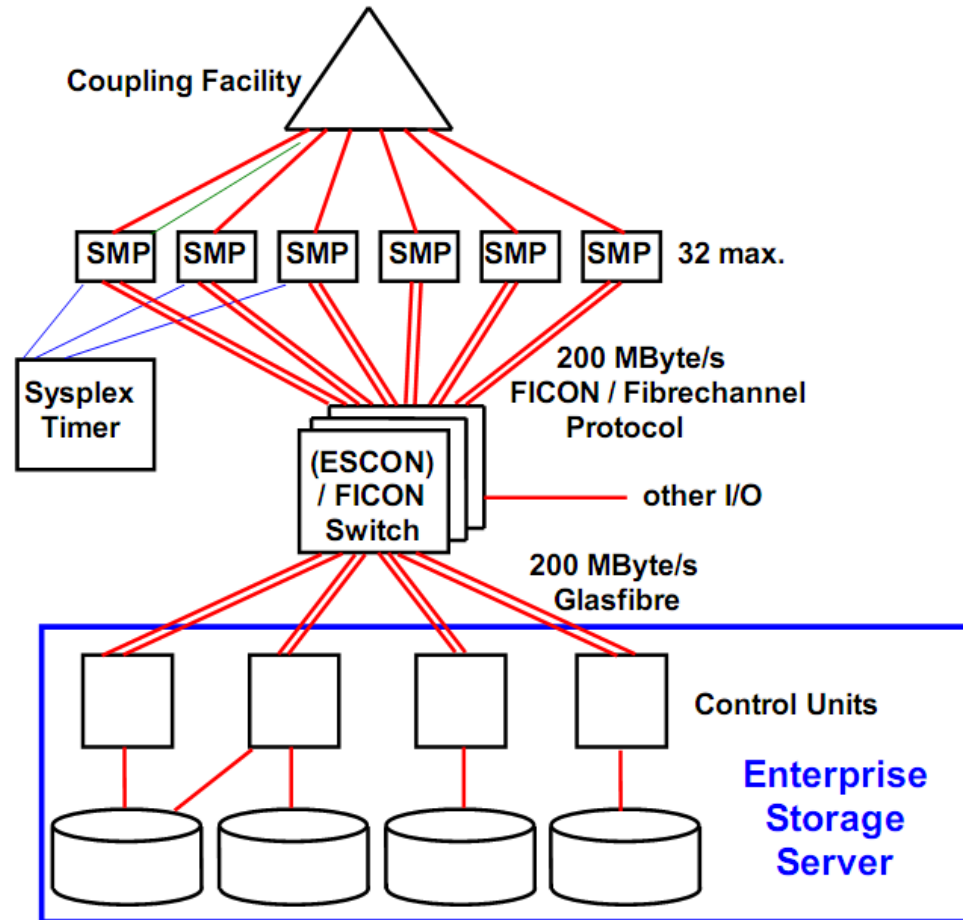 Coupling Facility
SMP
SMP
SMP
SMP
SMP
SMP
32 max.
Sysplex
Timer
200 MByte/s
FICON / Fibrechannel
Protocol
(ESCON)
/ FICON
Switch
other I/O
200 MByte/s
Glasfibre
Control Units
Enterprise
Storage
Server